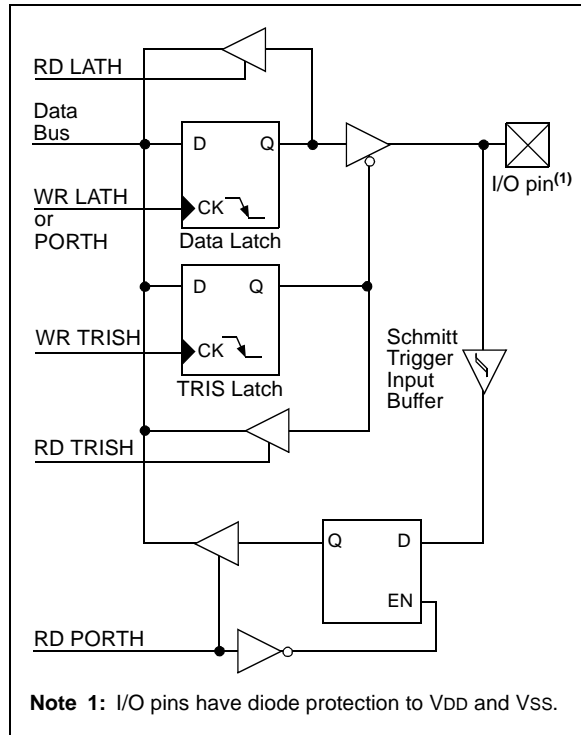 RD LATH
Data
Bus
D Q
I/O pin(1)
WR LATH
or
PORTH
CK
Data Latch
D Q
WR TRISH
CK
TRIS Latch
Schmitt
Trigger
Input
Buffer
RD TRISH
Q D
EN
RD PORTH
Note 1: I/O pins have diode protection to VDD and VSS.